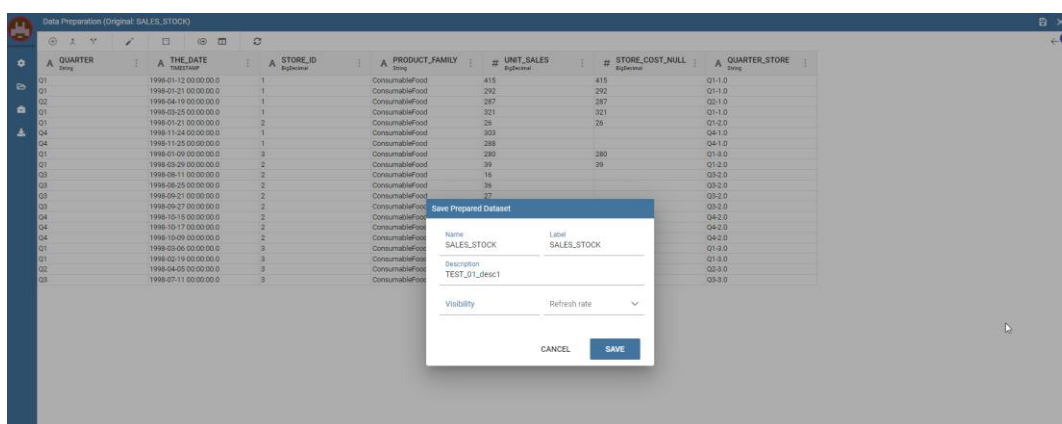 Data Preparation (Original: SALES_STOCK)
A QUARTER String A THE_DATE TIMESTAMP A STORE_ID BigDecimal A PRODUCT_FAMILY String # UNIT_SALES BigDecimal # STORE_COST_NULL BigDecimal A QUARTER_STORE String
Q1 1998-01-12 00:00:00.0 1 ConsumableFood 415 415 Q1-1.0
Q1 1998-01-21 00:00:00.0 1 ConsumableFood 292 292 Q1-1.0
Q2 1998-04-19 00:00:00.0 1 ConsumableFood 287 287 Q2-1.0
Q1 1998-03-25 00:00:00.0 1 ConsumableFood 321 321 Q1-1.0
Q1 1998-01-21 00:00:00.0 2 ConsumableFood 26 26 Q1-2.0
Q4 1998-11-24 00:00:00.0 1 ConsumableFood 303 Q4-1.0
Q4 1998-11-25 00:00:00.0 1 ConsumableFood 288 Q4-1.0
Q1 1998-01-09 00:00:00.0 3 ConsumableFood 280 280 Q1-3.0
Q1 1998-03-29 00:00:00.0 2 ConsumableFood 39 39 Q1-2.0
Q3 1998-08-11 00:00:00.0 2 ConsumableFood 16 Q3-2.0
Q3 1998-08-25 00:00:00.0 2 ConsumableFood 36 Q3-2.0
Q3 1998-09-21 00:00:00.0 2 ConsumableFood 27 Q3-2.0
Q3 1998-09-27 00:00:00.0 2 ConsumableFood Q3-2.0
Q4 1998-10-15 00:00:00.0 2 ConsumableFood Q4-2.0
Q4 1998-10-17 00:00:00.0 2 ConsumableFood Q4-2.0
Q4 1998-10-09 00:00:00.0 2 ConsumableFood Q4-2.0
Q1 1998-03-06 00:00:00.0 3 ConsumableFood Q1-3.0
Q1 1998-02-19 00:00:00.0 3 ConsumableFood Q1-3.0
Q2 1998-04-05 00:00:00.0 3 ConsumableFood Q2-3.0
Q3 1998-07-11 00:00:00.0 3 ConsumableFood Q3-3.0
Save Prepared Dataset
Name Label
SALES_STOCK SALES_STOCK
Description
TEST_01_desc1
Visibility Refresh rate
CANCEL SAVE